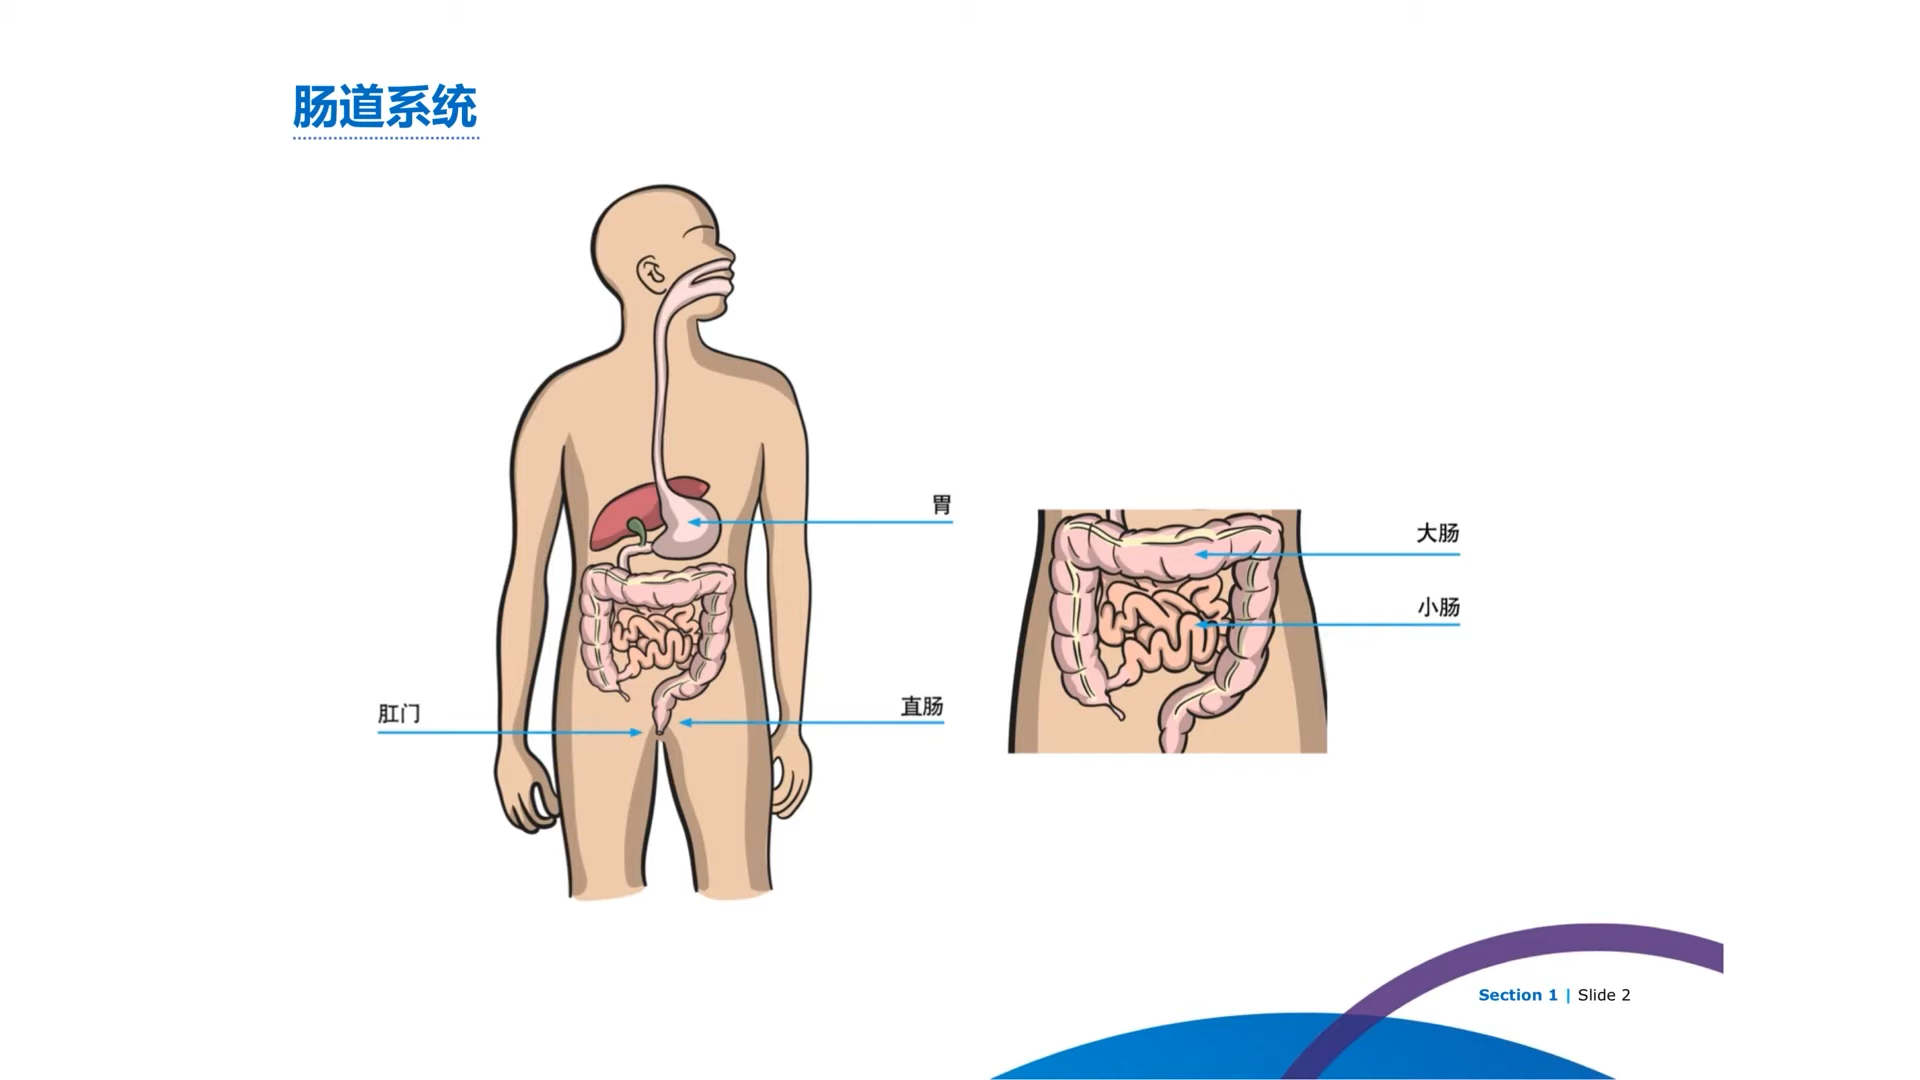 肠道系统
胃
大肠
小肠
肛门
直肠
Section 1 | Slide 2